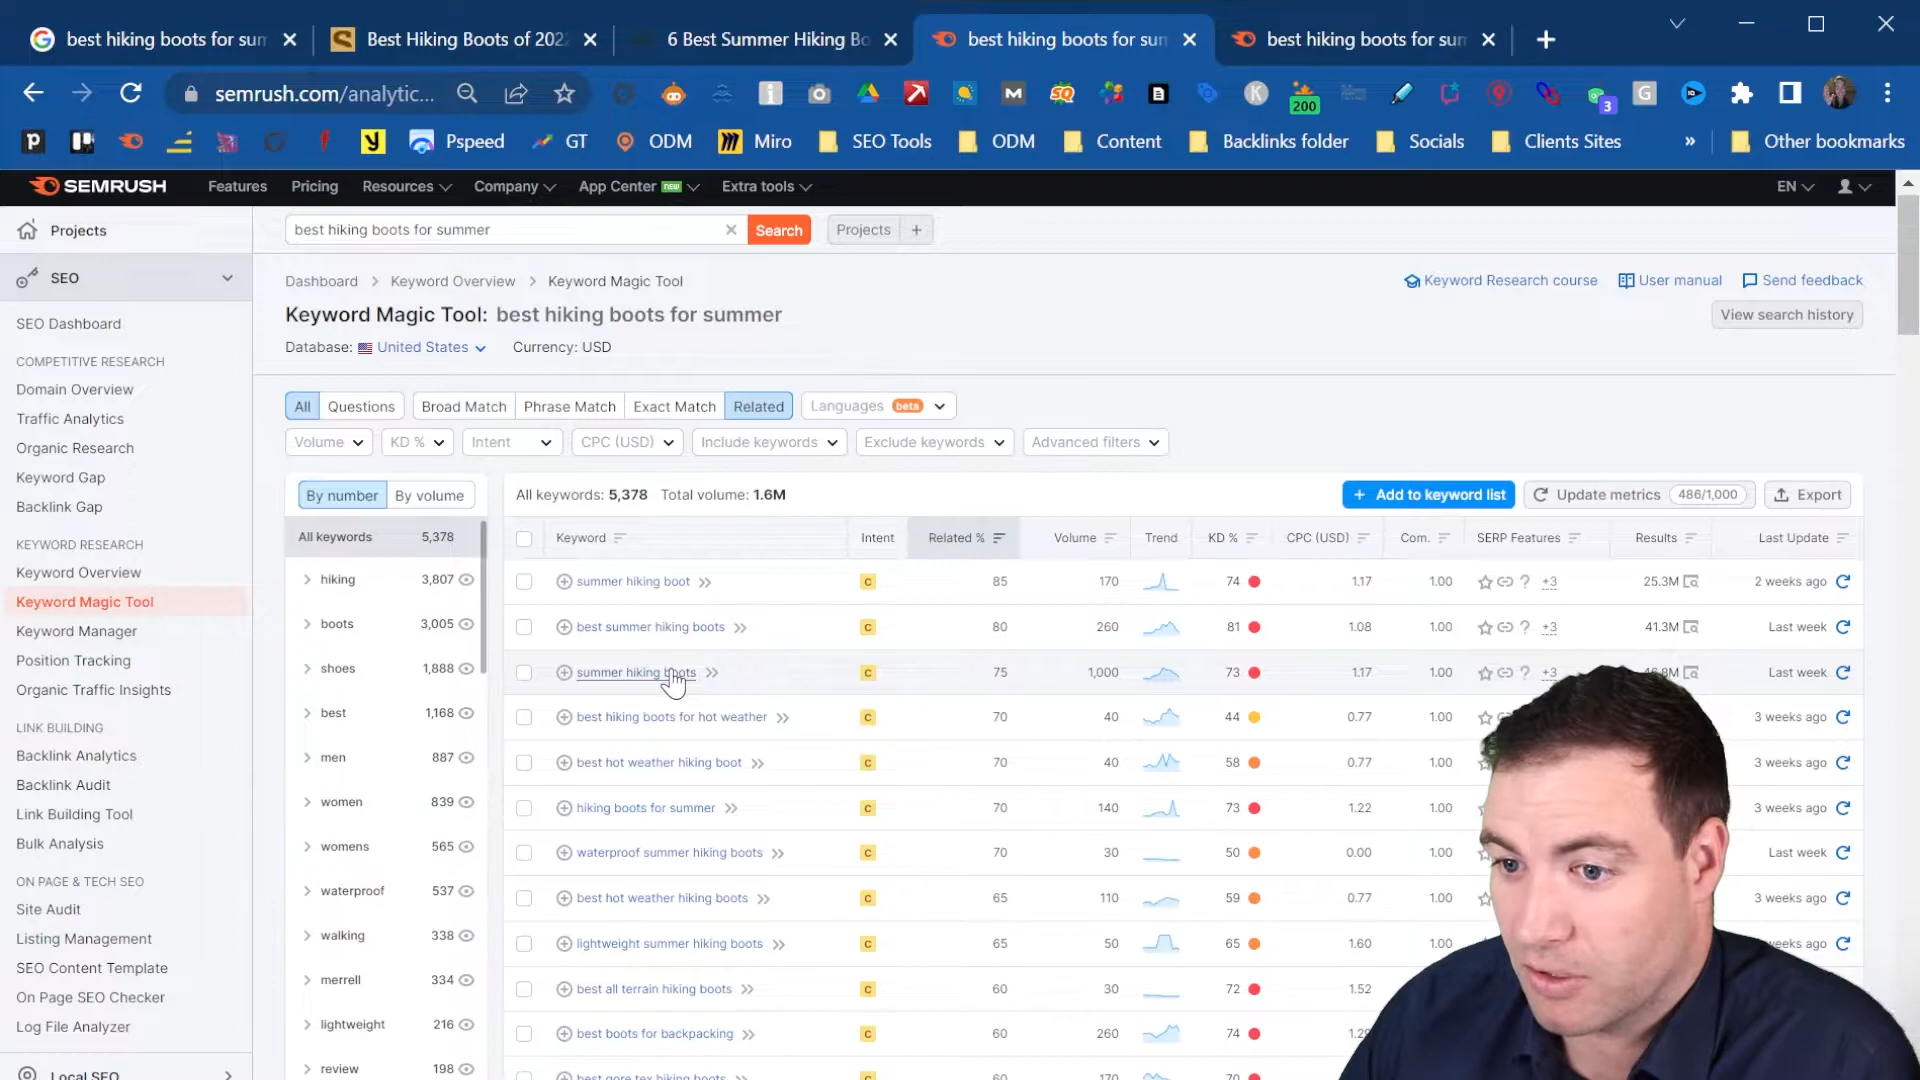 best hiking boots for sum
Best Hiking Boots of 202
6 Best Summer Hiking Bo
best hiking boots for sum
best hiking boots for sum
semrush.com/analytic...
200
3
Pspeed
GT
ODM
Miro
SEO Tools
ODM
Content
Backlinks folder
Socials
Clients Sites
»
Other bookmarks
SEMRUSH
Features
Pricing
Resources
Company
App Center NEW
Extra tools
EN
Projects
best hiking boots for summer
Search
Projects
+
SEO
Dashboard > Keyword Overview > Keyword Magic Tool
Keyword Research course
User manual
Send feedback
Keyword Magic Tool: best hiking boots for summer
View search history
Database: United States
Currency: USD
SEO Dashboard
COMPETITIVE RESEARCH
Domain Overview
Traffic Analytics
Organic Research
Keyword Gap
Backlink Gap
KEYWORD RESEARCH
Keyword Overview
Keyword Magic Tool
Keyword Manager
Position Tracking
Organic Traffic Insights
LINK BUILDING
Backlink Analytics
Backlink Audit
Link Building Tool
Bulk Analysis
ON PAGE & TECH SEO
Site Audit
Listing Management
SEO Content Template
On Page SEO Checker
Log File Analyzer
Local SEO
All
Questions
Broad Match
Phrase Match
Exact Match
Related
Languages beta
Volume
KD %
Intent
CPC (USD)
Include keywords
Exclude keywords
Advanced filters
By number
By volume
All keywords: 5,378 Total volume: 1.6M
+ Add to keyword list
Update metrics 486/1,000
Export
All keywords 5,378
hiking 3,807
boots 3,005
shoes 1,888
best 1,168
men 887
women 839
womens 565
waterproof 537
walking 338
merrell 334
lightweight 216
review 198
Keyword Intent Related % Volume Trend KD % CPC (USD) Com. SERP Features Results Last Update
summer hiking boot C 85 170 74 1.17 1.00 +3 25.3M 2 weeks ago
best summer hiking boots C 80 260 81 1.08 1.00 +3 41.3M Last week
summer hiking boots C 75 1,000 73 1.17 1.00 +3 Last week
best hiking boots for hot weather C 70 40 44 0.77 1.00 3 weeks ago
best hot weather hiking boot C 70 40 58 0.77 1.00 3 weeks ago
hiking boots for summer C 70 140 73 1.22 1.00 3 weeks ago
waterproof summer hiking boots C 70 30 50 0.00 1.00 Last week
best hot weather hiking boots C 65 110 59 0.77 1.00 3 weeks ago
lightweight summer hiking boots C 65 50 65 1.60 1.00 weeks ago
best all terrain hiking boots C 60 30 72 1.52
best boots for backpacking C 60 260 74
best gore tex hiking boots 60 170 70